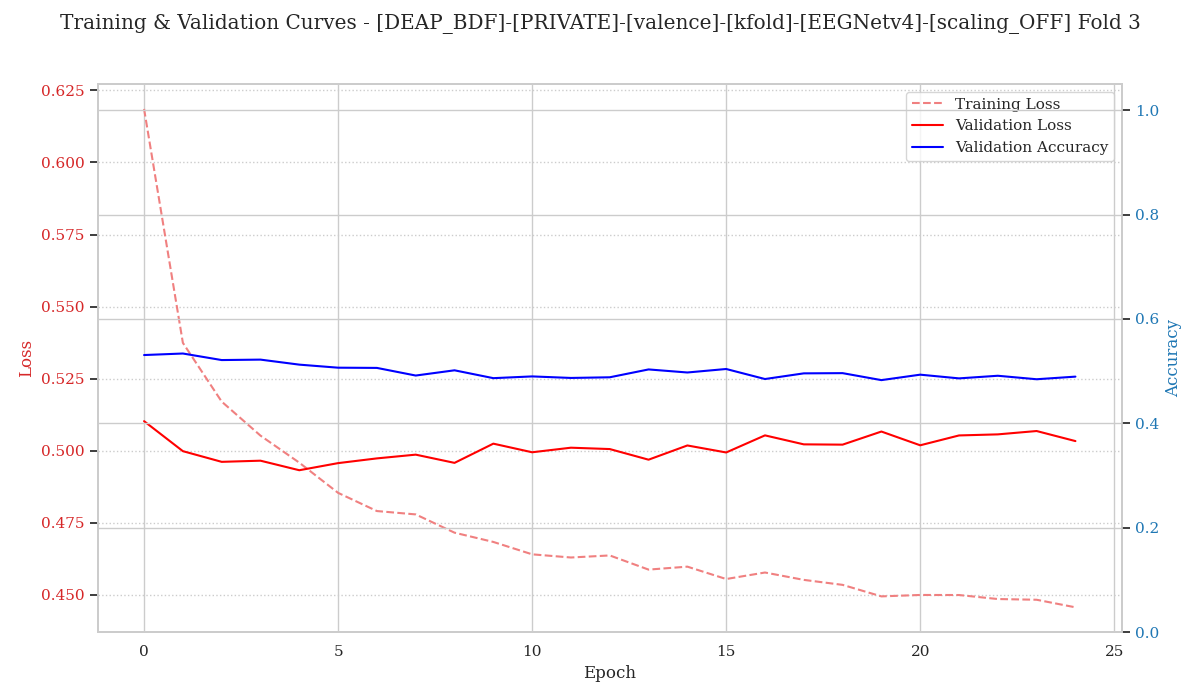 Training & Validation Curves - [DEAP_BDF]-[PRIVATE]-[valence]-[kfold]-[EEGNetv4]-[scaling_OFF] Fold 3
Training Loss
Validation Loss
Validation Accuracy
Loss
0.625
0.600
0.575
0.550
0.525
0.500
0.475
0.450
1.0
0.8
0.6
0.4
0.2
0.0
Accuracy
0
5
10
15
20
25
Epoch